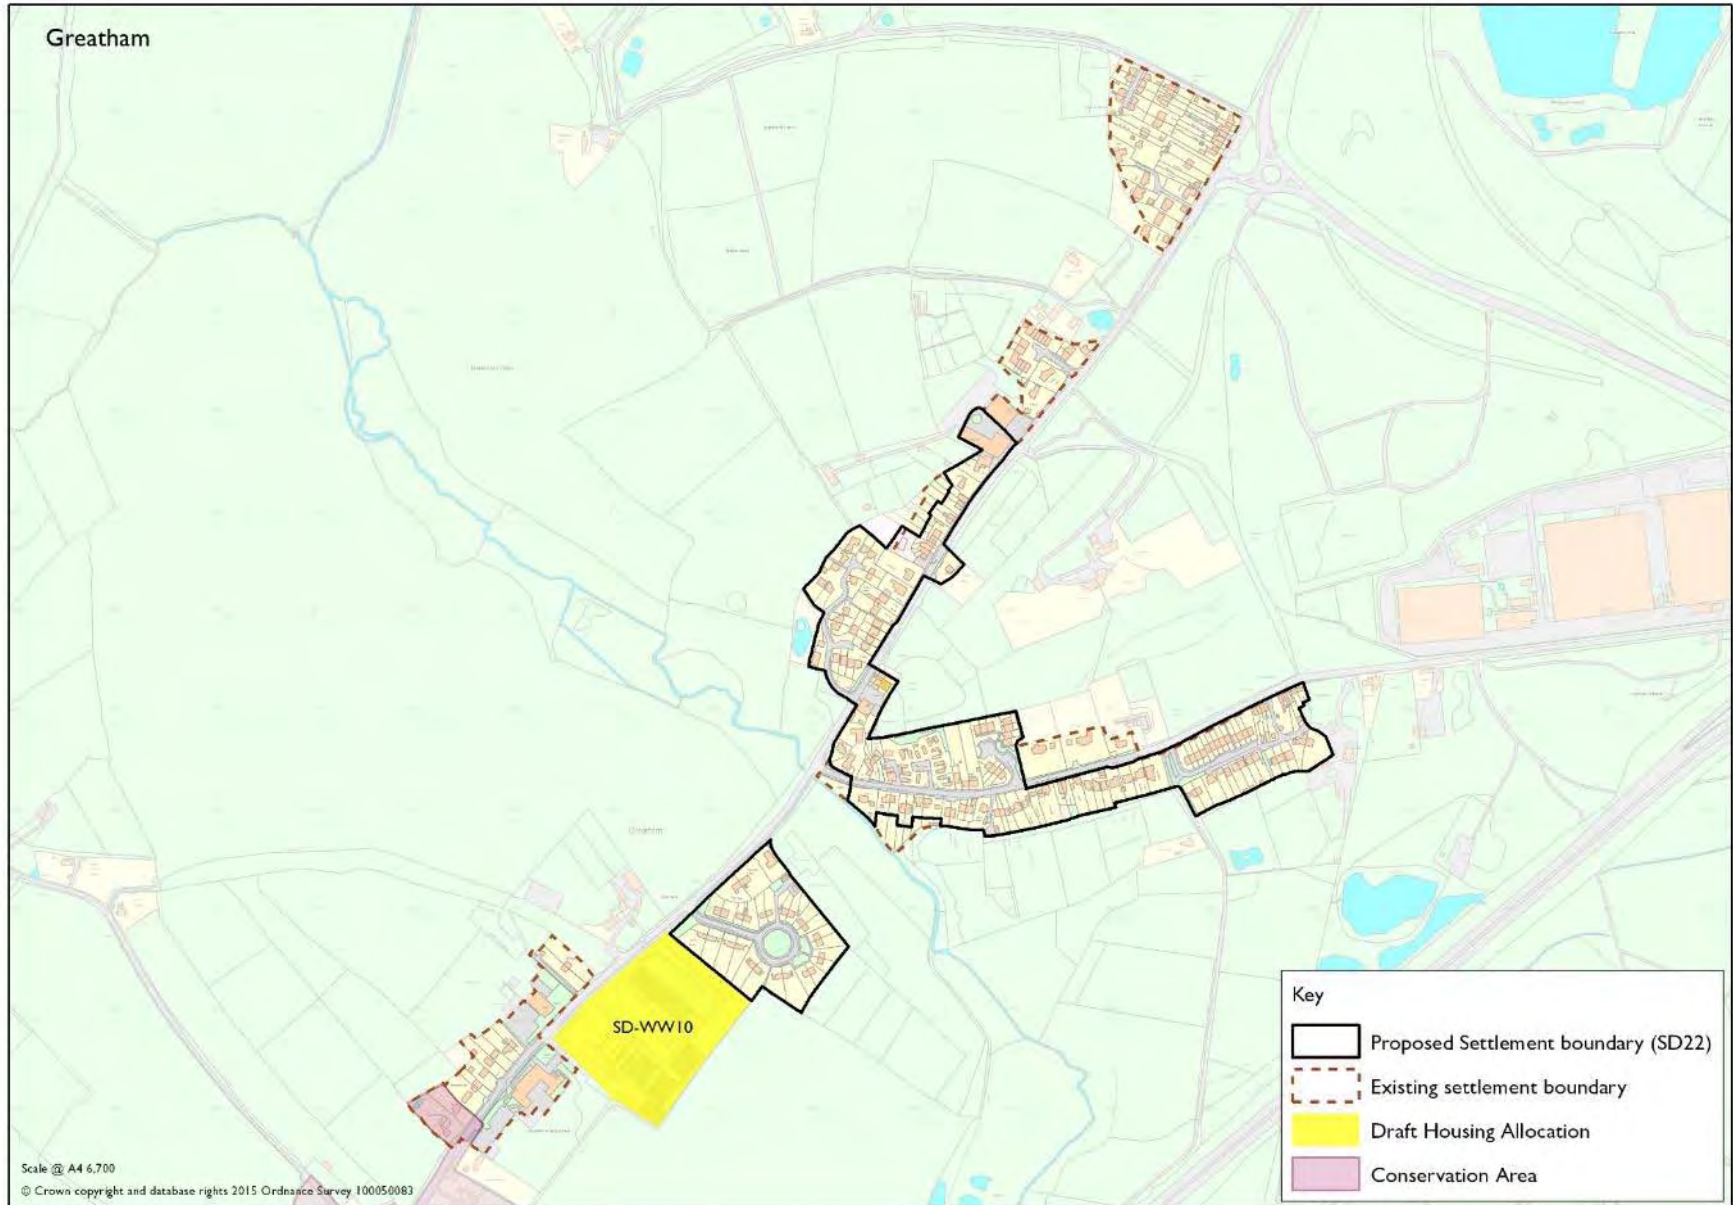 Greatham
Greatham
SD-WW10
Key
Proposed Settlement boundary (SD22)
Existing settlement boundary
Draft Housing Allocation
Conservation Area
Scale @ A4 6,700
© Crown copyright and database rights 2015 Ordnance Survey 100050083